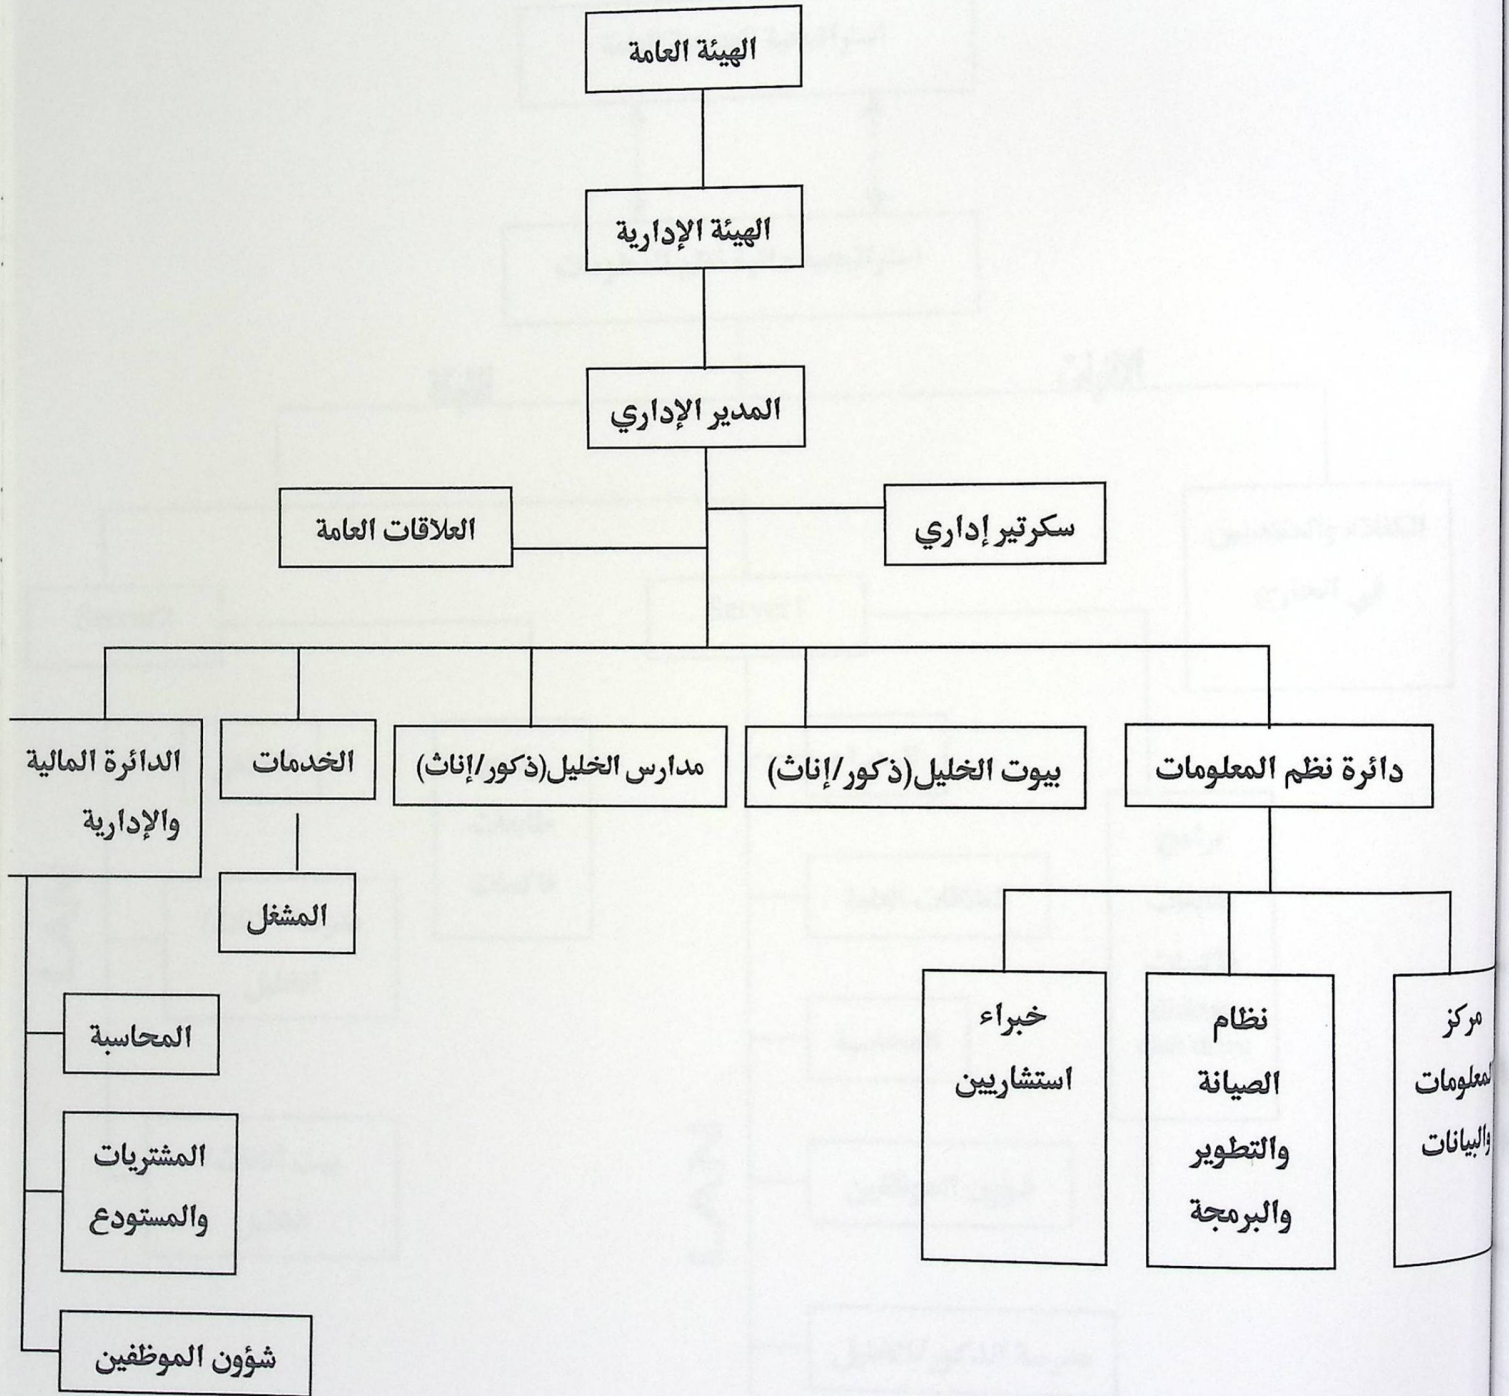 الهيئة العامة
الهيئة الإدارية
المدير الإداري
سكرتير إداري
العلاقات العامة
دائرة نظم المعلومات
بيوت الخليل(ذكور/إناث)
مدارس الخليل(ذكور/إناث)
الخدمات
الدائرة المالية
والإدارية
مركز
لمعلومات
والبيانات
نظام
الصيانة
والتطوير
والبرمجة
خبراء
استشاريين
المشغل
المحاسبة
المشتريات
والمستودع
شؤون الموظفين